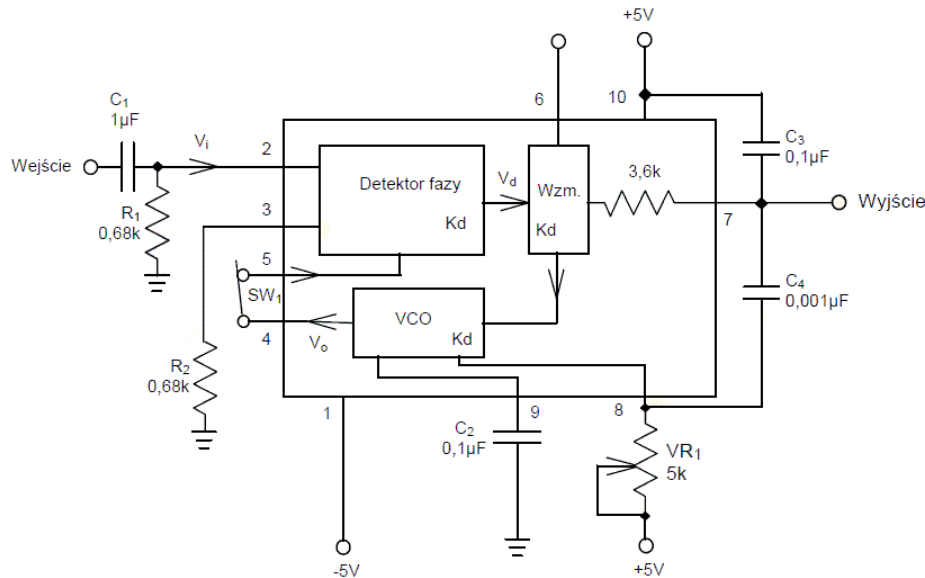 +5V
6
10
C₁
1µF
Vᵢ
2
C₃
0,1µF
Wejście
Detektor fazy
Kd
V_d
Wzm.
Kd
3,6k
7
Wyjście
R₁
0,68k
3
5
SW₁
4
V_o
VCO
Kd
C₄
0,001µF
R₂
0,68k
1
C₂
0,1µF
9
8
VR₁
5k
-5V
+5V